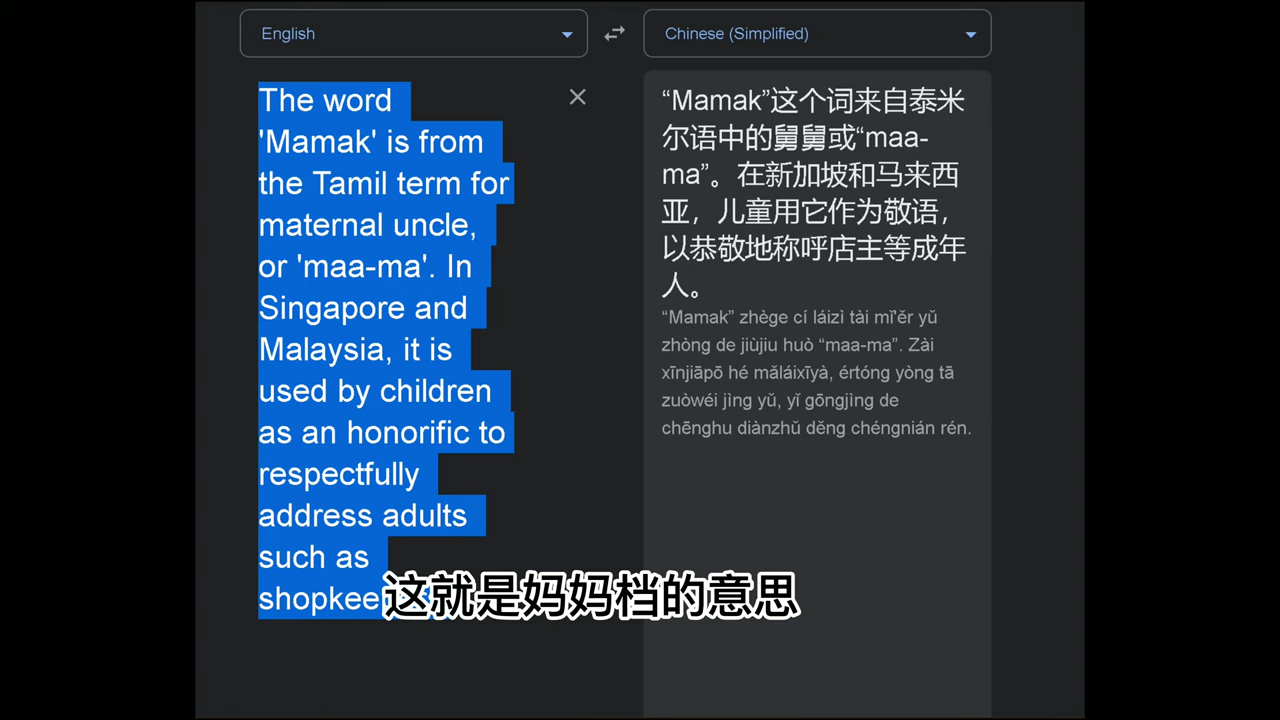 English
Chinese (Simplified)
The word
'Mamak' is from
the Tamil term for
maternal uncle,
or 'maa-ma'. In
Singapore and
Malaysia, it is
used by children
as an honorific to
respectfully
address adults
such as
shopkee
“Mamak”这个词来自泰米
尔语中的舅舅或“maa-
ma”。在新加坡和马来西
亚，儿童用它作为敬语，
以恭敬地称呼店主等成年
人。
“Mamak” zhège cí láizì tài mǐ'ěr yǔ
zhòng de jiùjiu huò “maa-ma”. Zài
xīnjiāpō hé mǎláixīyà, értóng yòng tā
zuòwéi jìng yǔ, yǐ gōngjìng de
chēnghu diànzhǔ děng chéngnián rén.
这就是妈妈档的意思